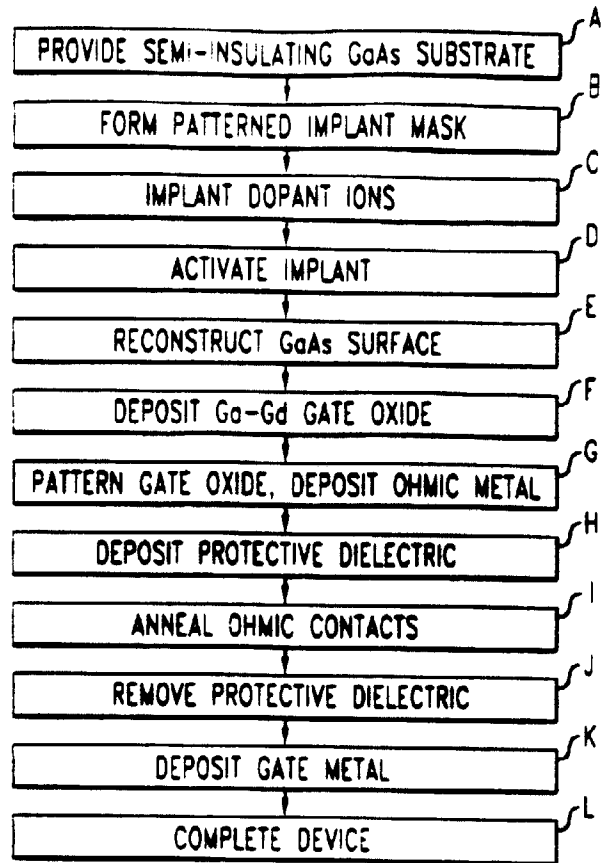 A
PROVIDE SEMI-INSULATING GaAs SUBSTRATE
B
FORM PATTERNED IMPLANT MASK
C
IMPLANT DOPANT IONS
D
ACTIVATE IMPLANT
E
RECONSTRUCT GaAs SURFACE
F
DEPOSIT Ga-Gd GATE OXIDE
G
PATTERN GATE OXIDE, DEPOSIT OHMIC METAL
H
DEPOSIT PROTECTIVE DIELECTRIC
I
ANNEAL OHMIC CONTACTS
J
REMOVE PROTECTIVE DIELECTRIC
K
DEPOSIT GATE METAL
L
COMPLETE DEVICE